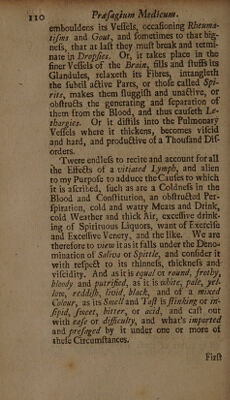 110 Præsagium Medicum.
embouldens its Vessels, occasioning Rheuma-
tisms and Gout, and sometimes to that big-
ness, that at last they must break and termi-
nate in Dropsies. Or, it takes place in the
finer Vessels of the Brain, fills and stuffs its
Glandules, relaxeth its Fibres, intangleth
the subtil active Parts, or those called Spi-
rits, makes them sluggish and unactive, or
obstructs the generating and separation of
them from the Blood, and thus causeth Le-
thargies. Or it distils into the Pulmonary
Vessels where it thickens, becomes viscid
and hard, and productive of a Thousand Dis-
orders.
'Twere endless to recite and account for all
the Effects of a vitiated Lymph, and alien
to my Purpose to adduce the Causes to which
it is ascribed, such as are a Coldness in the
Blood and Constitution, an obstructed Per-
spiration, cold and watry Meats and Drink,
cold Weather and thick Air, excessive drink-
ing of Spirituous Liquors, want of Exercise
and Excessive Venery, and the like. We are
therefore to view it as it falls under the Deno-
mination of Saliva or Spittle, and consider it
with respect to its thinness, thickness and
viscidity. And as it is equal or round, frothy,
bloody and putrified, as it is white, pale, yel-
low, reddish, livid, black, and of a mixed
Colour, as its Smell and Tast is stinking or in-
sipid, sweet, bitter, or acid, and cast out
with ease or difficulty, and what's imported
and presaged by it under one or more of
these Circumstances.
First